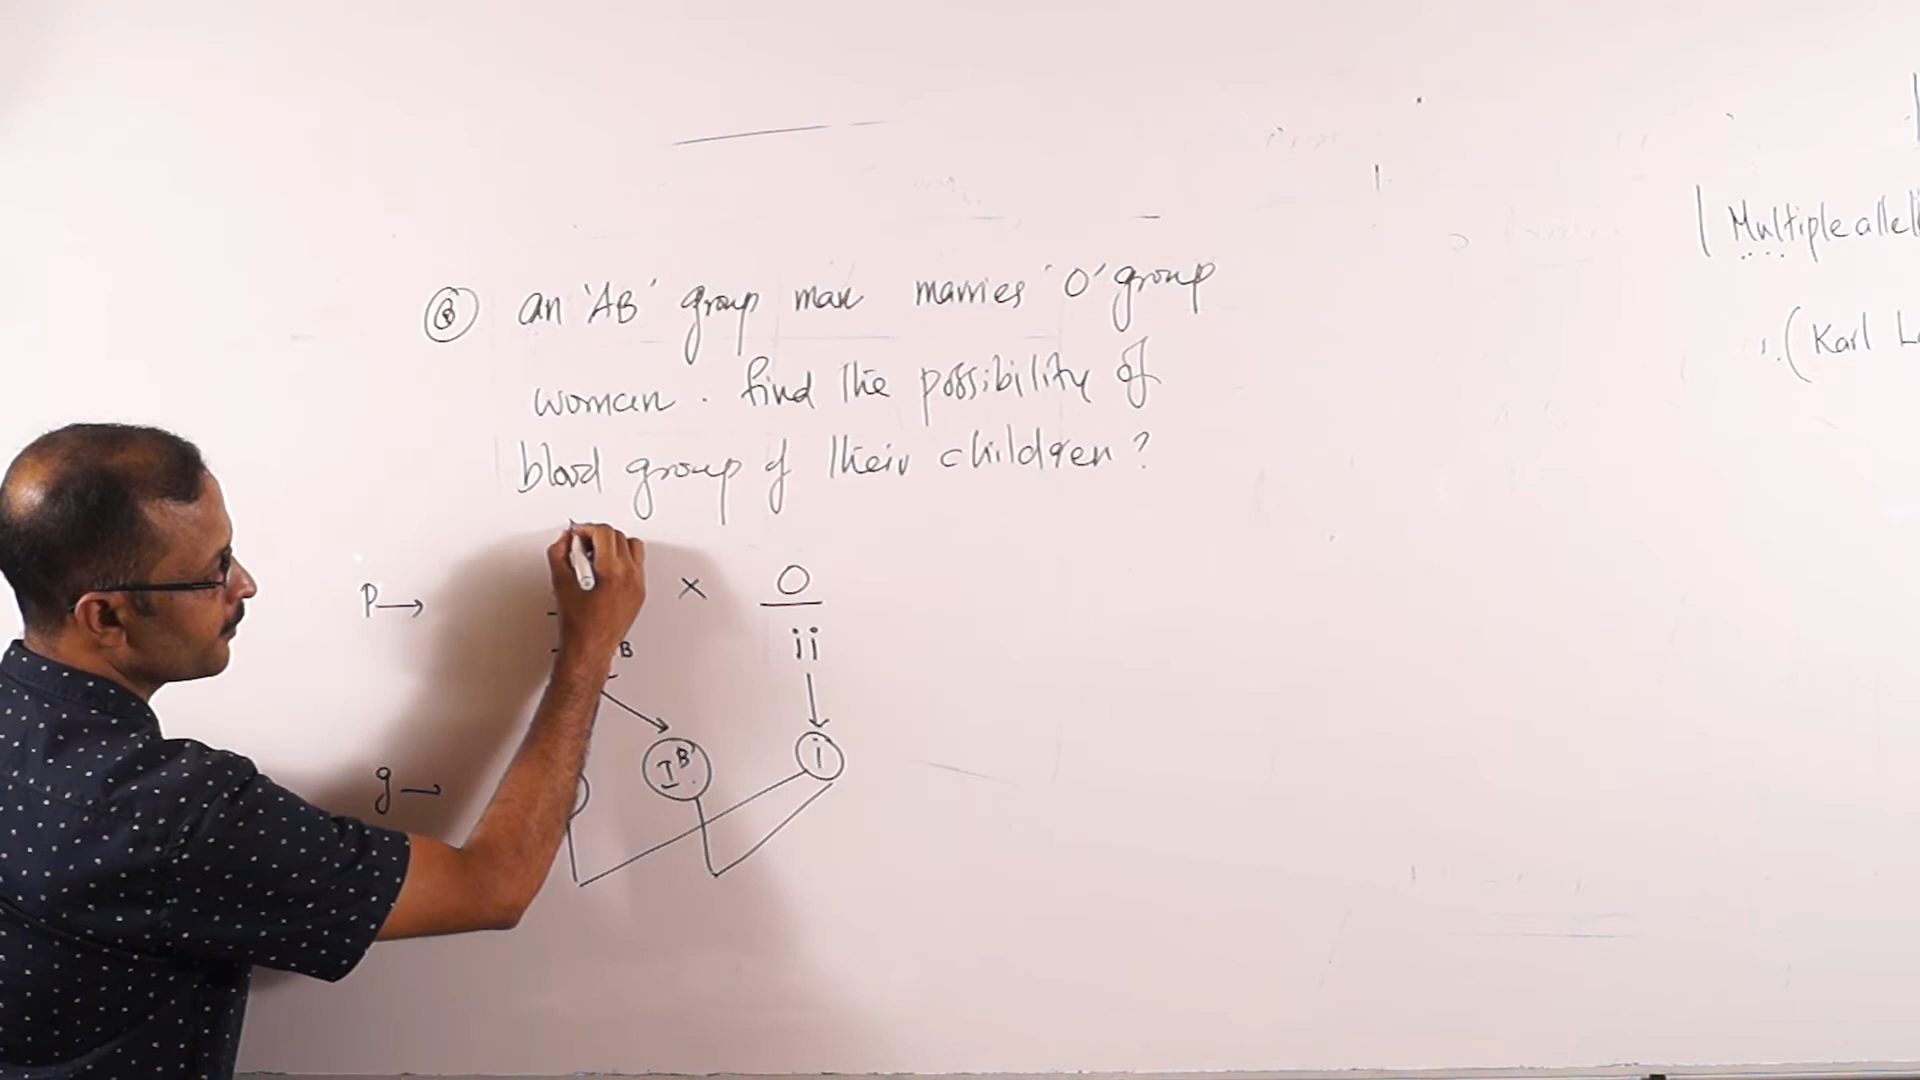 Q an 'AB' group man marries 'O' group
woman. find the possibility of
blood group of their children?
P→ × O
B ii
g→ Iᴮ i
Multiple allel
(Karl L